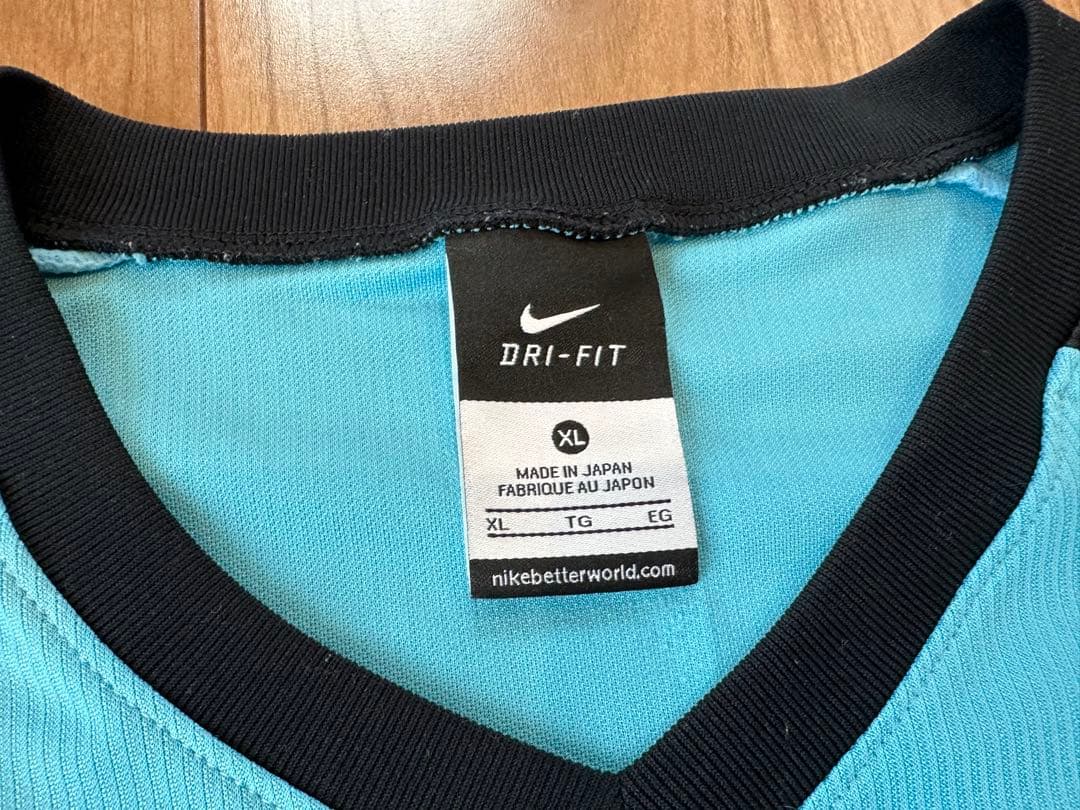 DRI-FIT
XL
MADE IN JAPAN
FABRIQUE AU JAPON
XL TG EG
nikebetterworld.com